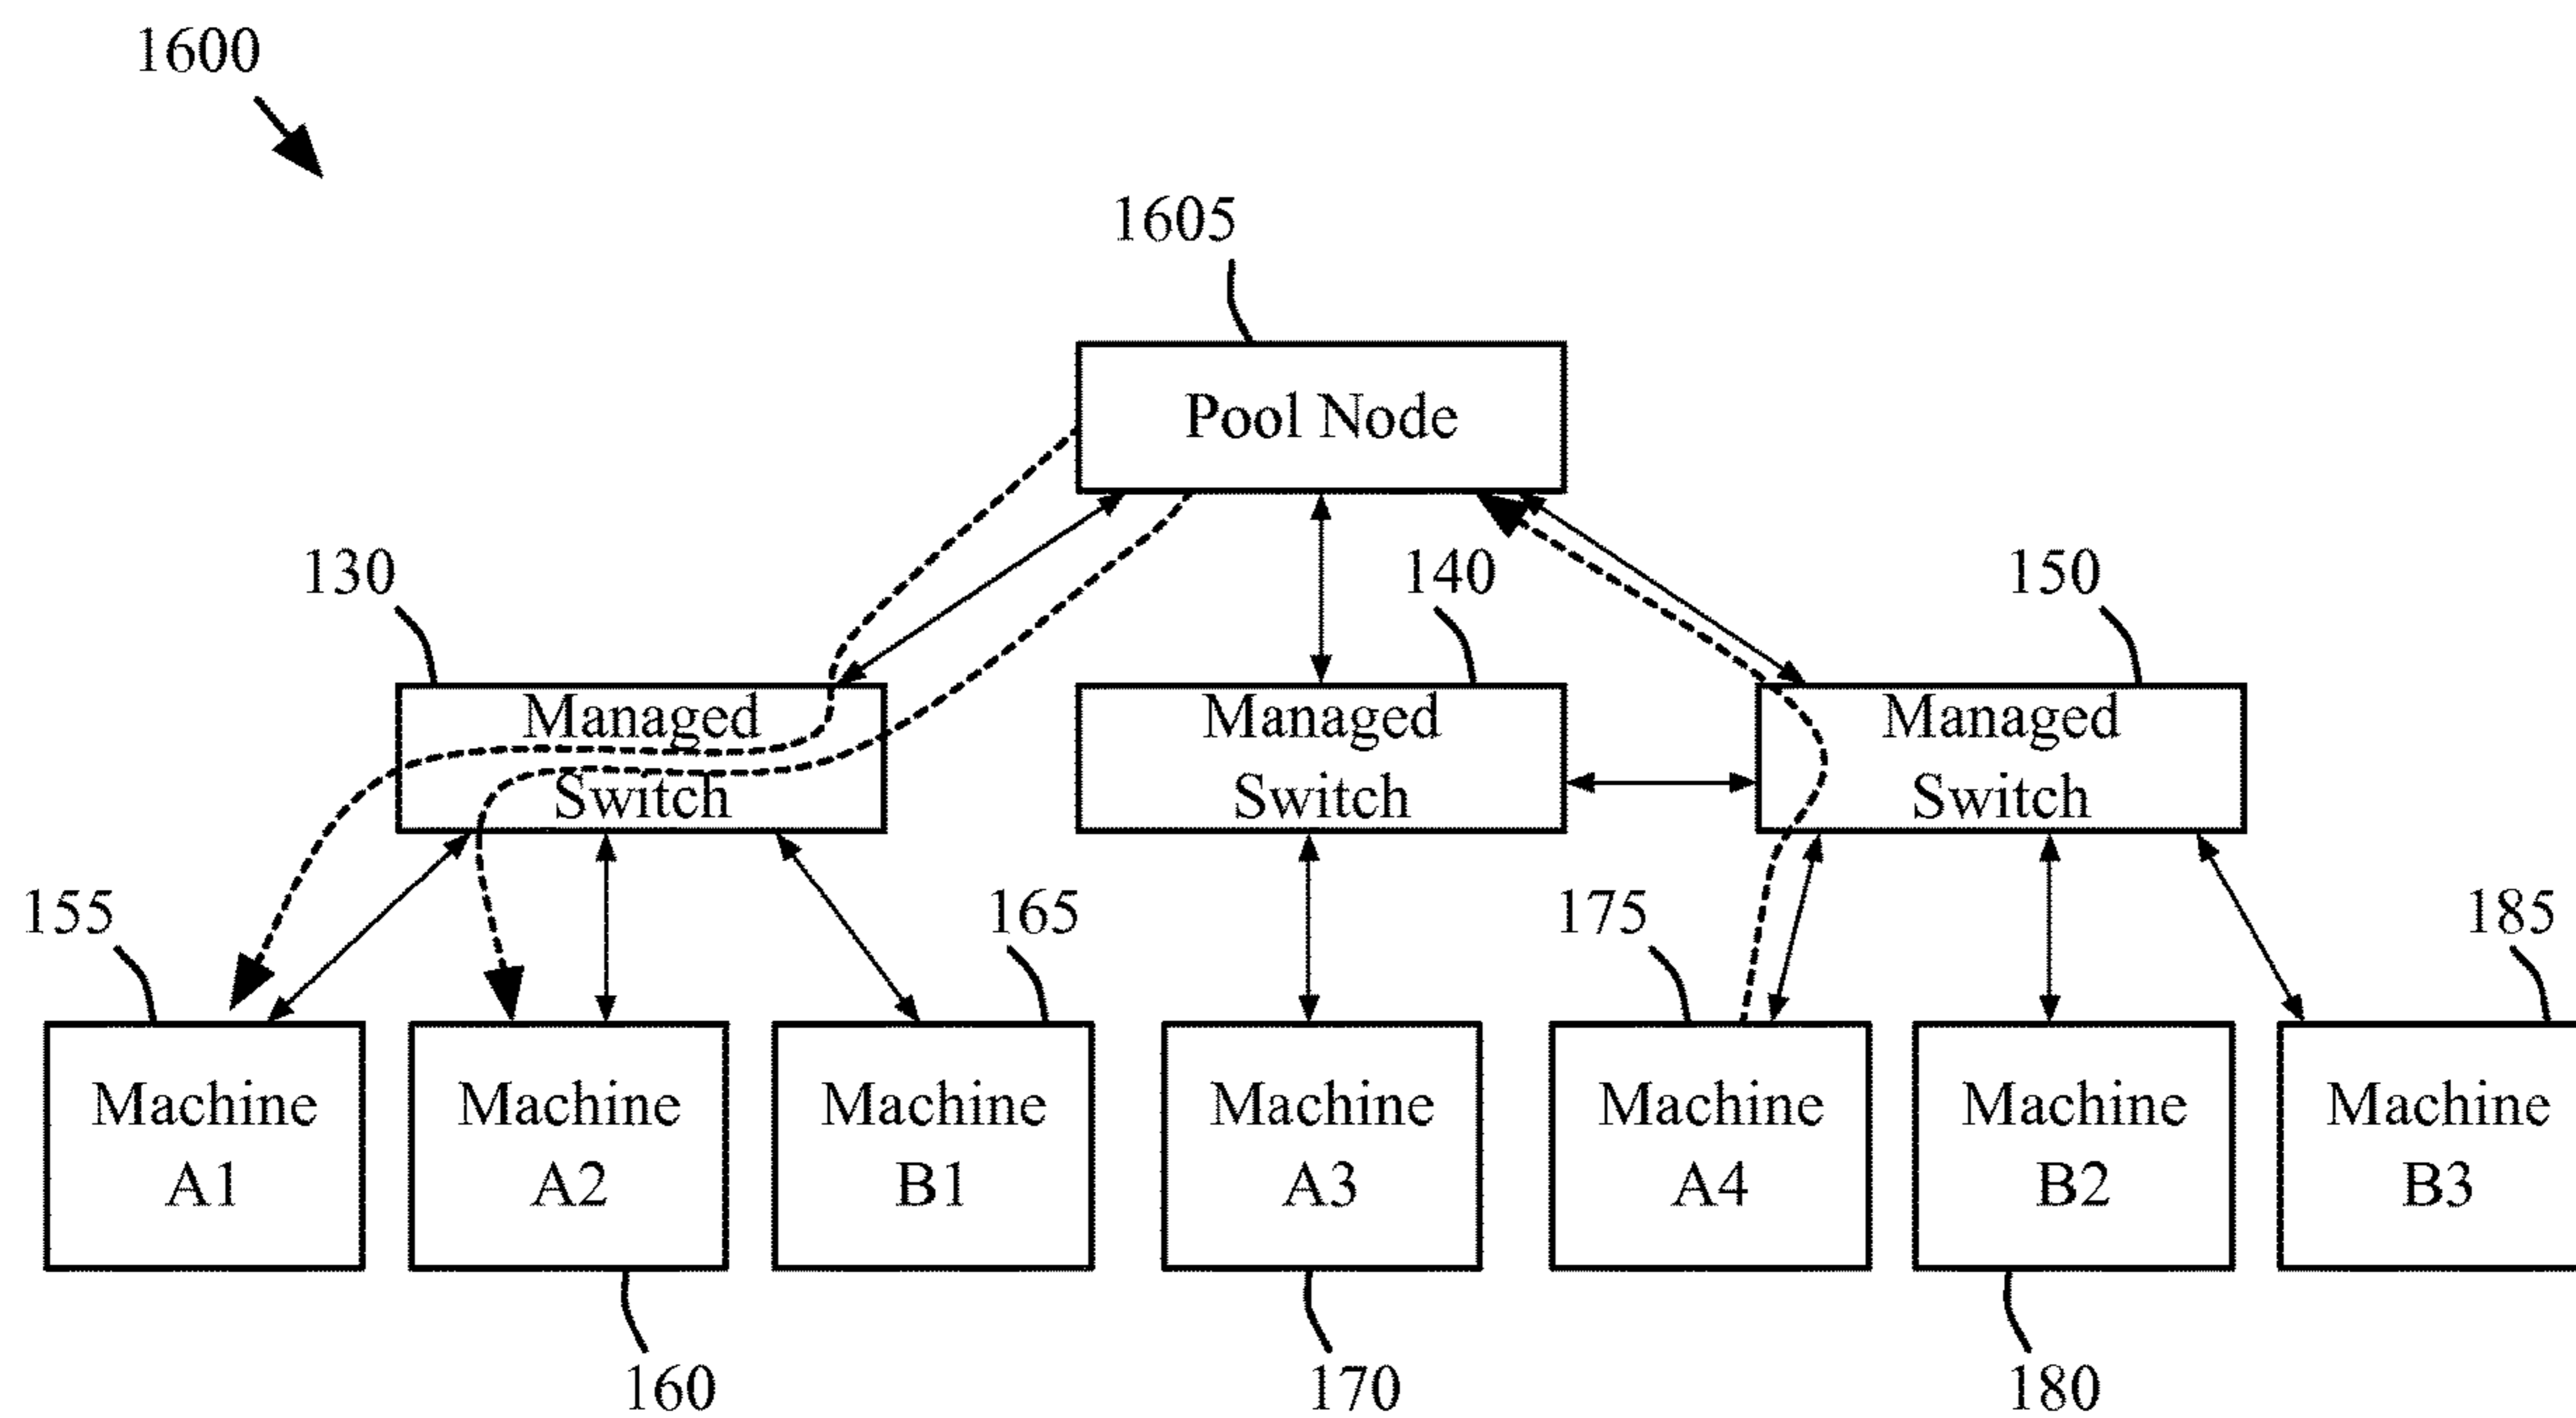 1600
1605
Pool Node
130
140
150
Managed
Switch
Managed
Switch
Managed
Switch
155
165
175
185
Machine
A1
Machine
A2
Machine
B1
Machine
A3
Machine
A4
Machine
B2
Machine
B3
160
170
180